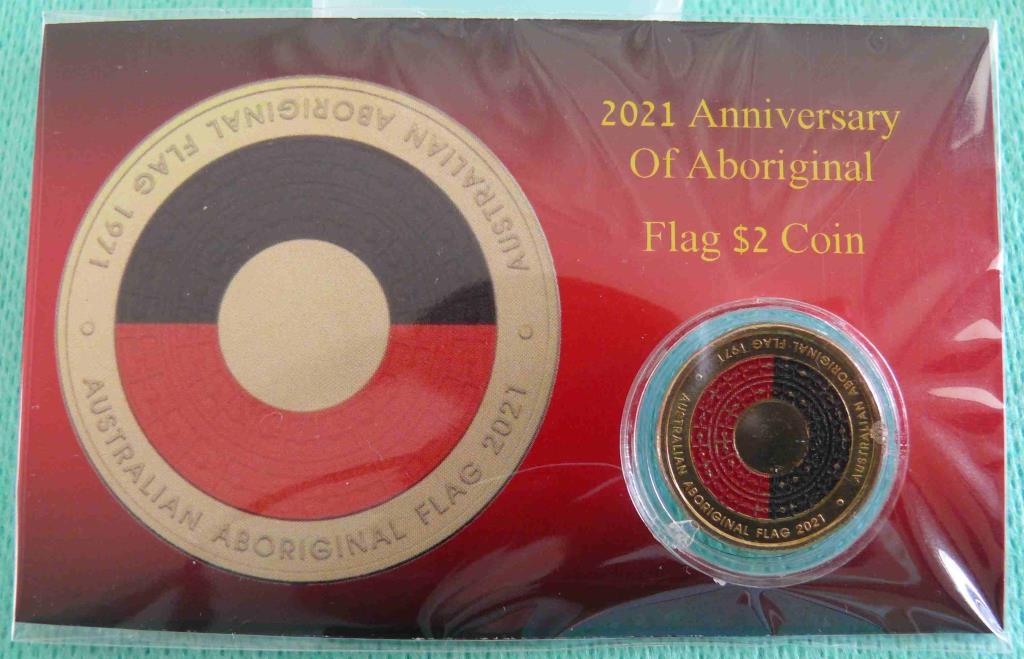 2021 Anniversary
Of Aboriginal
Flag $2 Coin
AUSTRALIAN ABORIGINAL FLAG 1971
AUSTRALIAN ABORIGINAL FLAG 2021
AUSTRALIAN ABORIGINAL FLAG 1971
AUSTRALIAN ABORIGINAL FLAG 2021